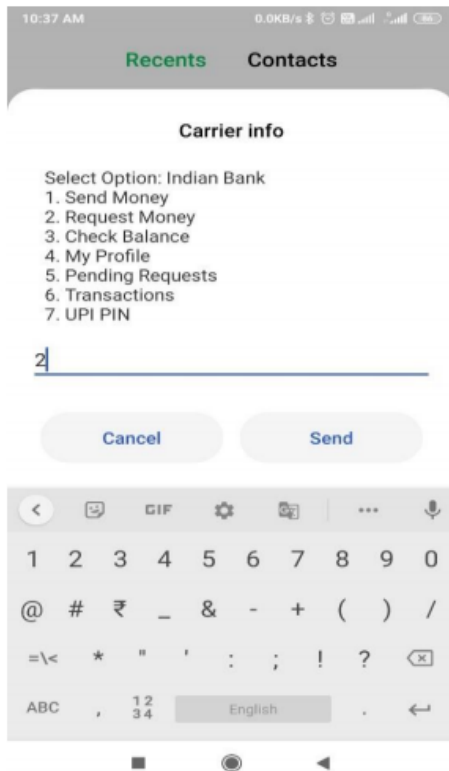 10:37 AM 0.0KB/s 66
Recents Contacts
Carrier info
Select Option: Indian Bank
1. Send Money
2. Request Money
3. Check Balance
4. My Profile
5. Pending Requests
6. Transactions
7. UPI PIN
2
Cancel Send
< GIF ...
1 2 3 4 5 6 7 8 9 0
@ # ₹ _ & - + ( ) /
=\< * " ' : ; ! ?
ABC , 12 34 English .